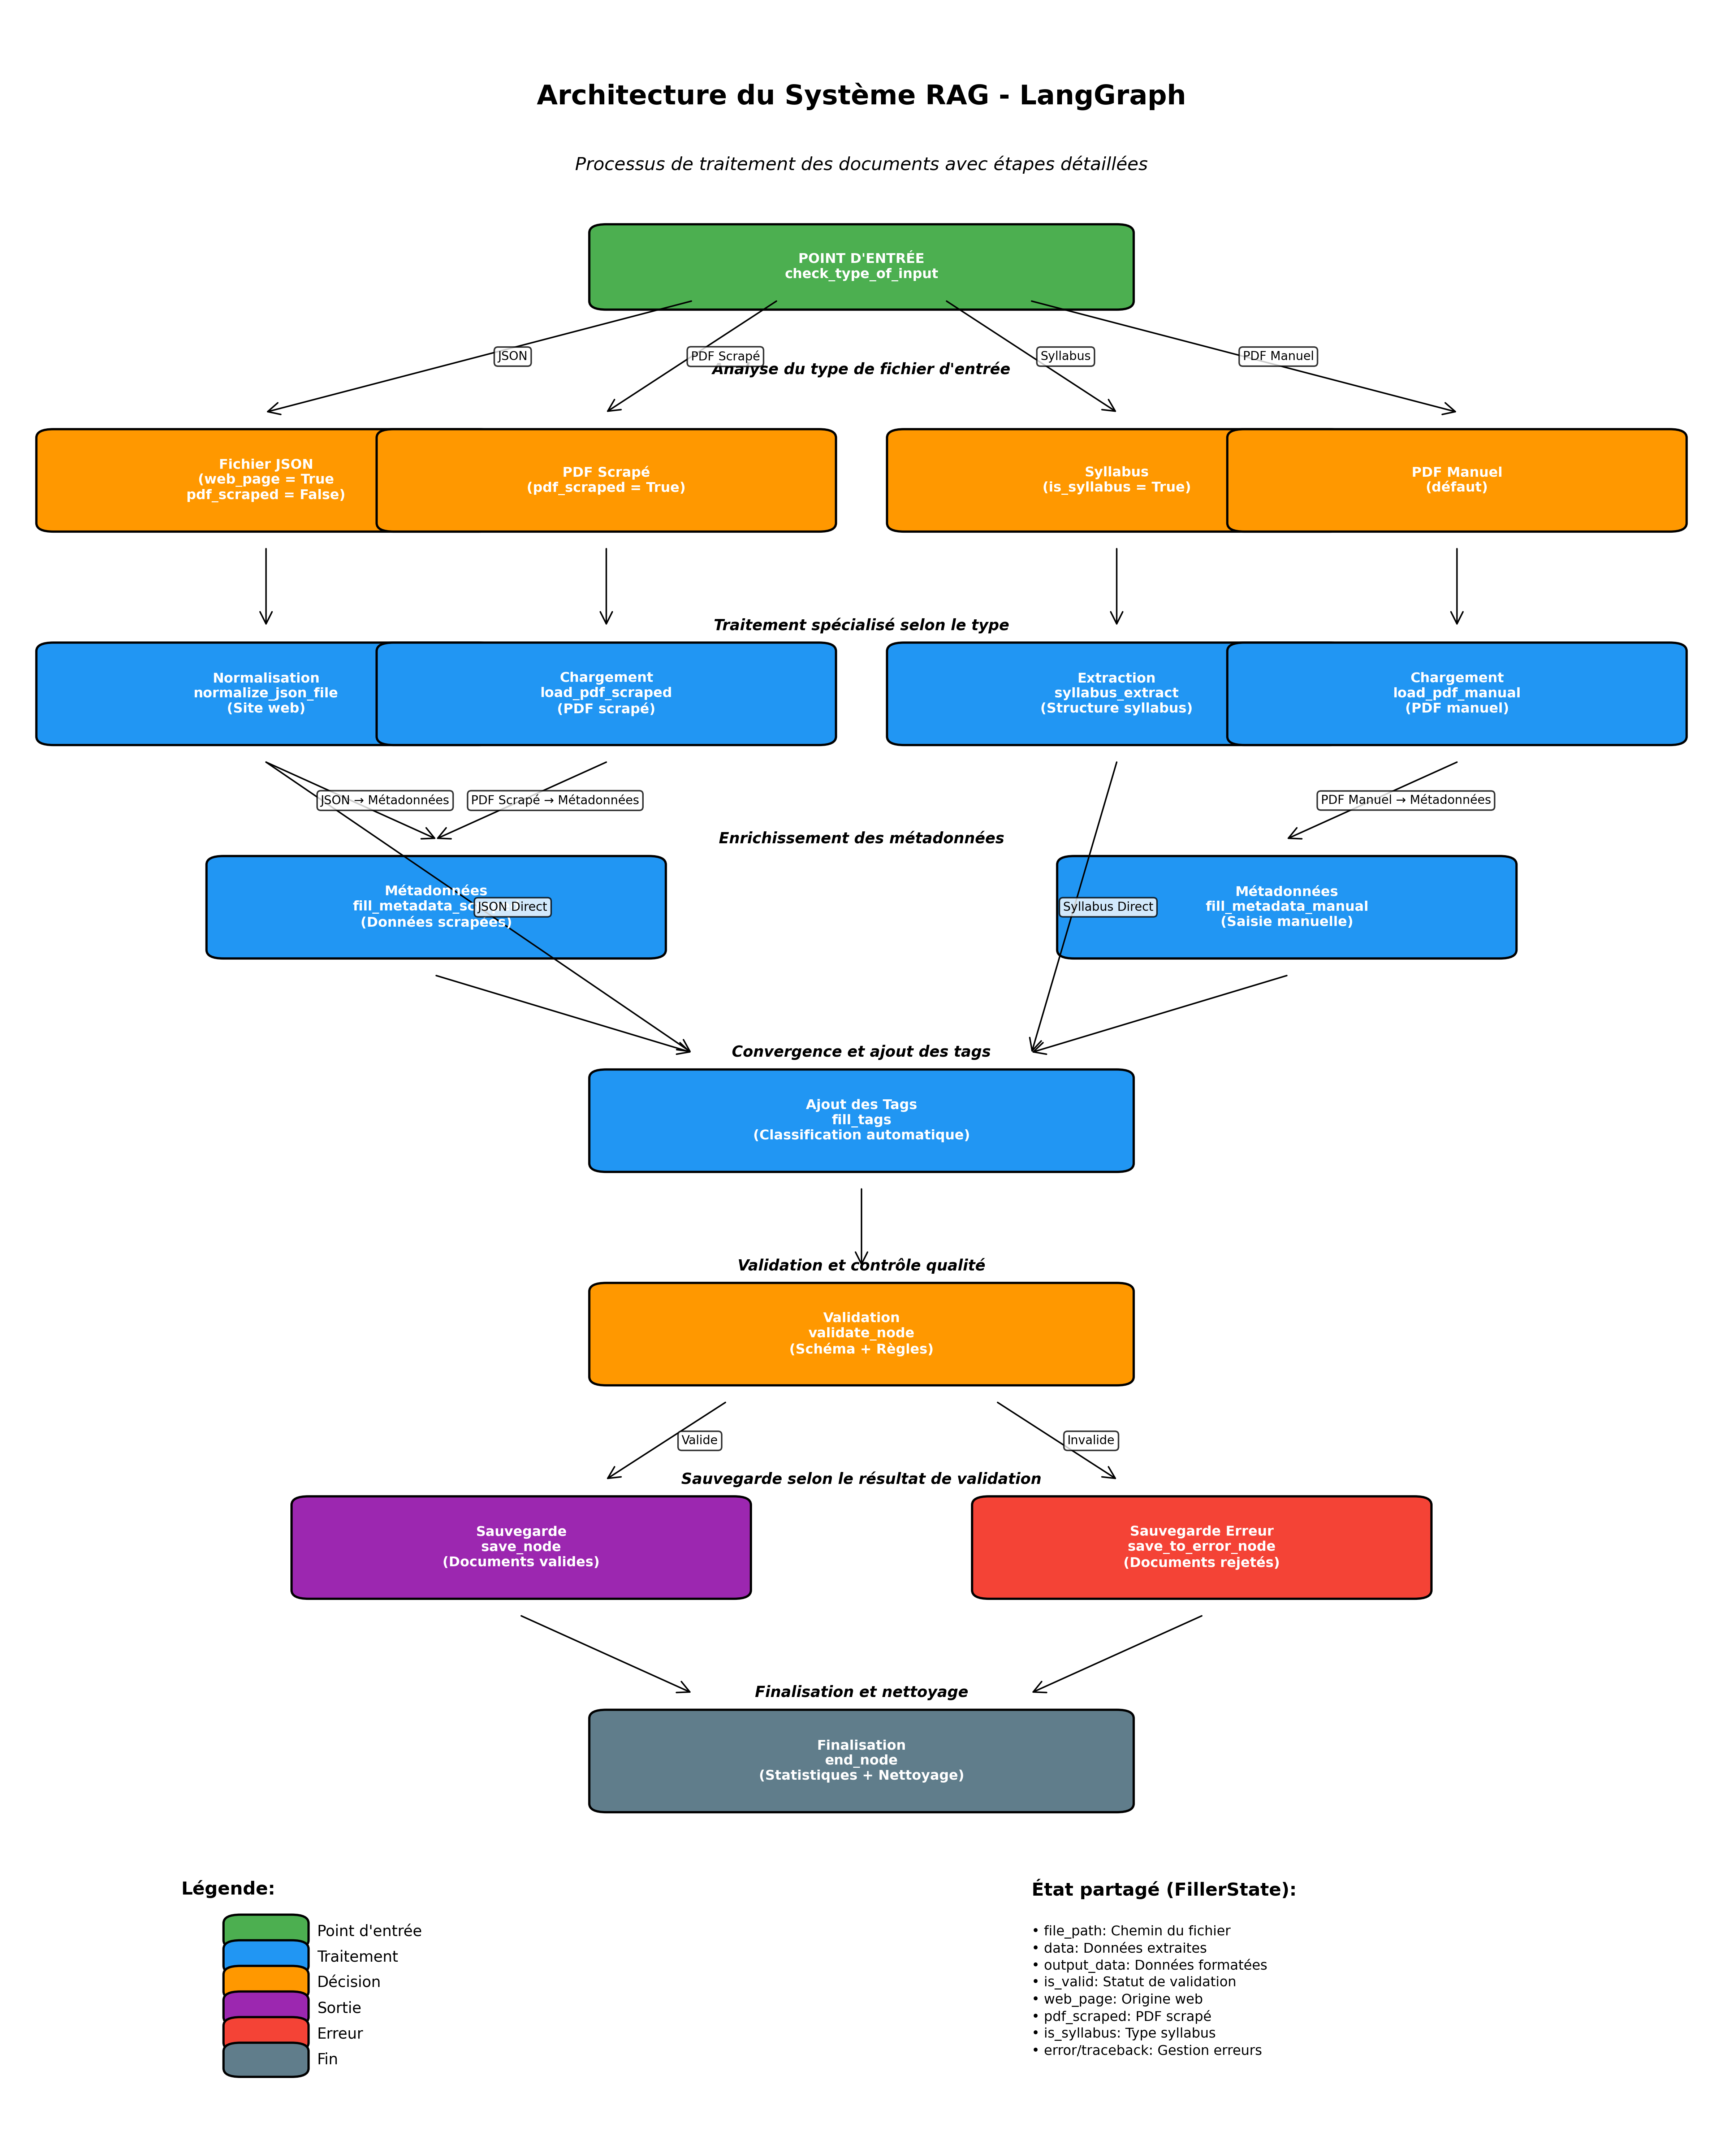 Architecture du Système RAG - LangGraph
Processus de traitement des documents avec étapes détaillées
POINT D'ENTRÉE
check_type_of_input
JSON
PDF Scrapé
Syllabus
PDF Manuel
Analyse du type de fichier d'entrée
Fichier JSON
(web_page = True
pdf_scraped = False)
PDF Scrapé
(pdf_scraped = True)
Syllabus
(is_syllabus = True)
PDF Manuel
(défaut)
Traitement spécialisé selon le type
Normalisation
normalize_json_file
(Site web)
Chargement
load_pdf_scraped
(PDF scrapé)
Extraction
syllabus_extract
(Structure syllabus)
Chargement
load_pdf_manual
(PDF manuel)
JSON → Métadonnées
PDF Scrapé → Métadonnées
PDF Manuel → Métadonnées
Enrichissement des métadonnées
Métadonnées
(Données scrapées)
JSON Direct
Syllabus Direct
Métadonnées
fill_metadata_manual
(Saisie manuelle)
Convergence et ajout des tags
Ajout des Tags
fill_tags
(Classification automatique)
Validation et contrôle qualité
Validation
validate_node
(Schéma + Règles)
Valide
Invalide
Sauvegarde selon le résultat de validation
Sauvegarde
save_node
(Documents valides)
Sauvegarde Erreur
save_to_error_node
(Documents rejetés)
Finalisation et nettoyage
Finalisation
end_node
(Statistiques + Nettoyage)
Légende:
Point d'entrée
Traitement
Décision
Sortie
Erreur
Fin
État partagé (FillerState):
• file_path: Chemin du fichier
• data: Données extraites
• output_data: Données formatées
• is_valid: Statut de validation
• web_page: Origine web
• pdf_scraped: PDF scrapé
• is_syllabus: Type syllabus
• error/traceback: Gestion erreurs